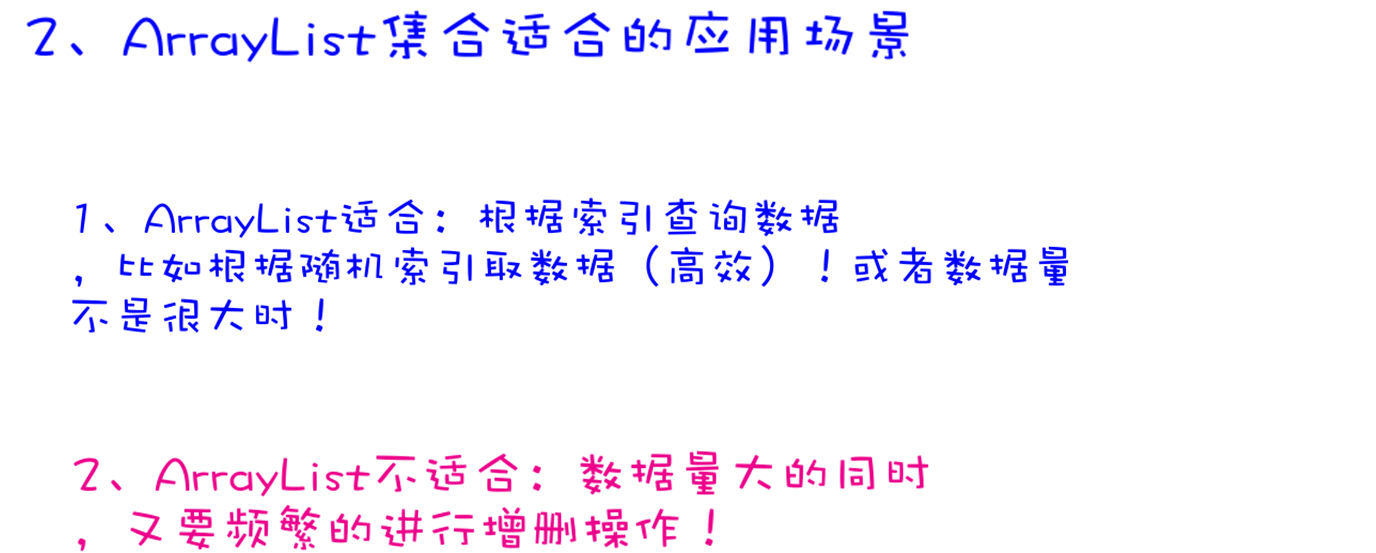 2、ArrayList集合适合的应用场景
1、ArrayList适合：根据索引查询数据
，比如根据随机索引取数据（高效）！或者数据量
不是很大时！
2、ArrayList不适合：数据量大的同时
，又要频繁的进行增删操作！